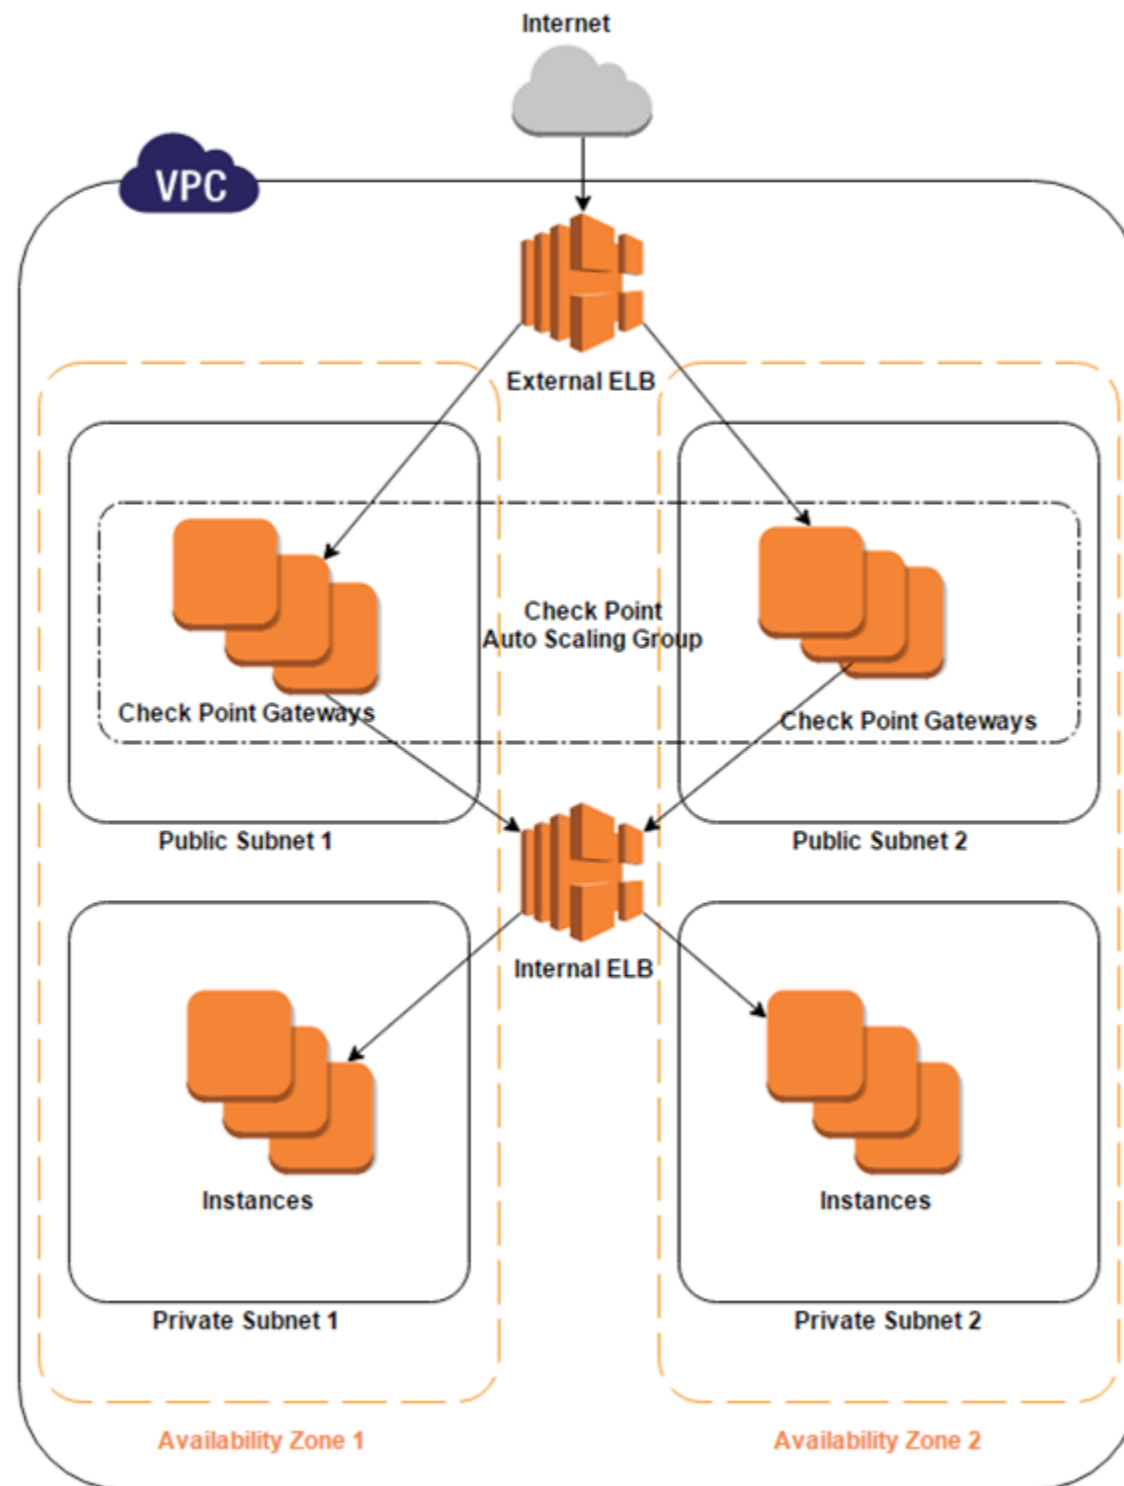 Internet
VPC
External ELB
Check Point
Auto Scaling Group
Check Point Gateways
Check Point Gateways
Public Subnet 1
Public Subnet 2
Internal ELB
Instances
Instances
Private Subnet 1
Private Subnet 2
Availability Zone 1
Availability Zone 2